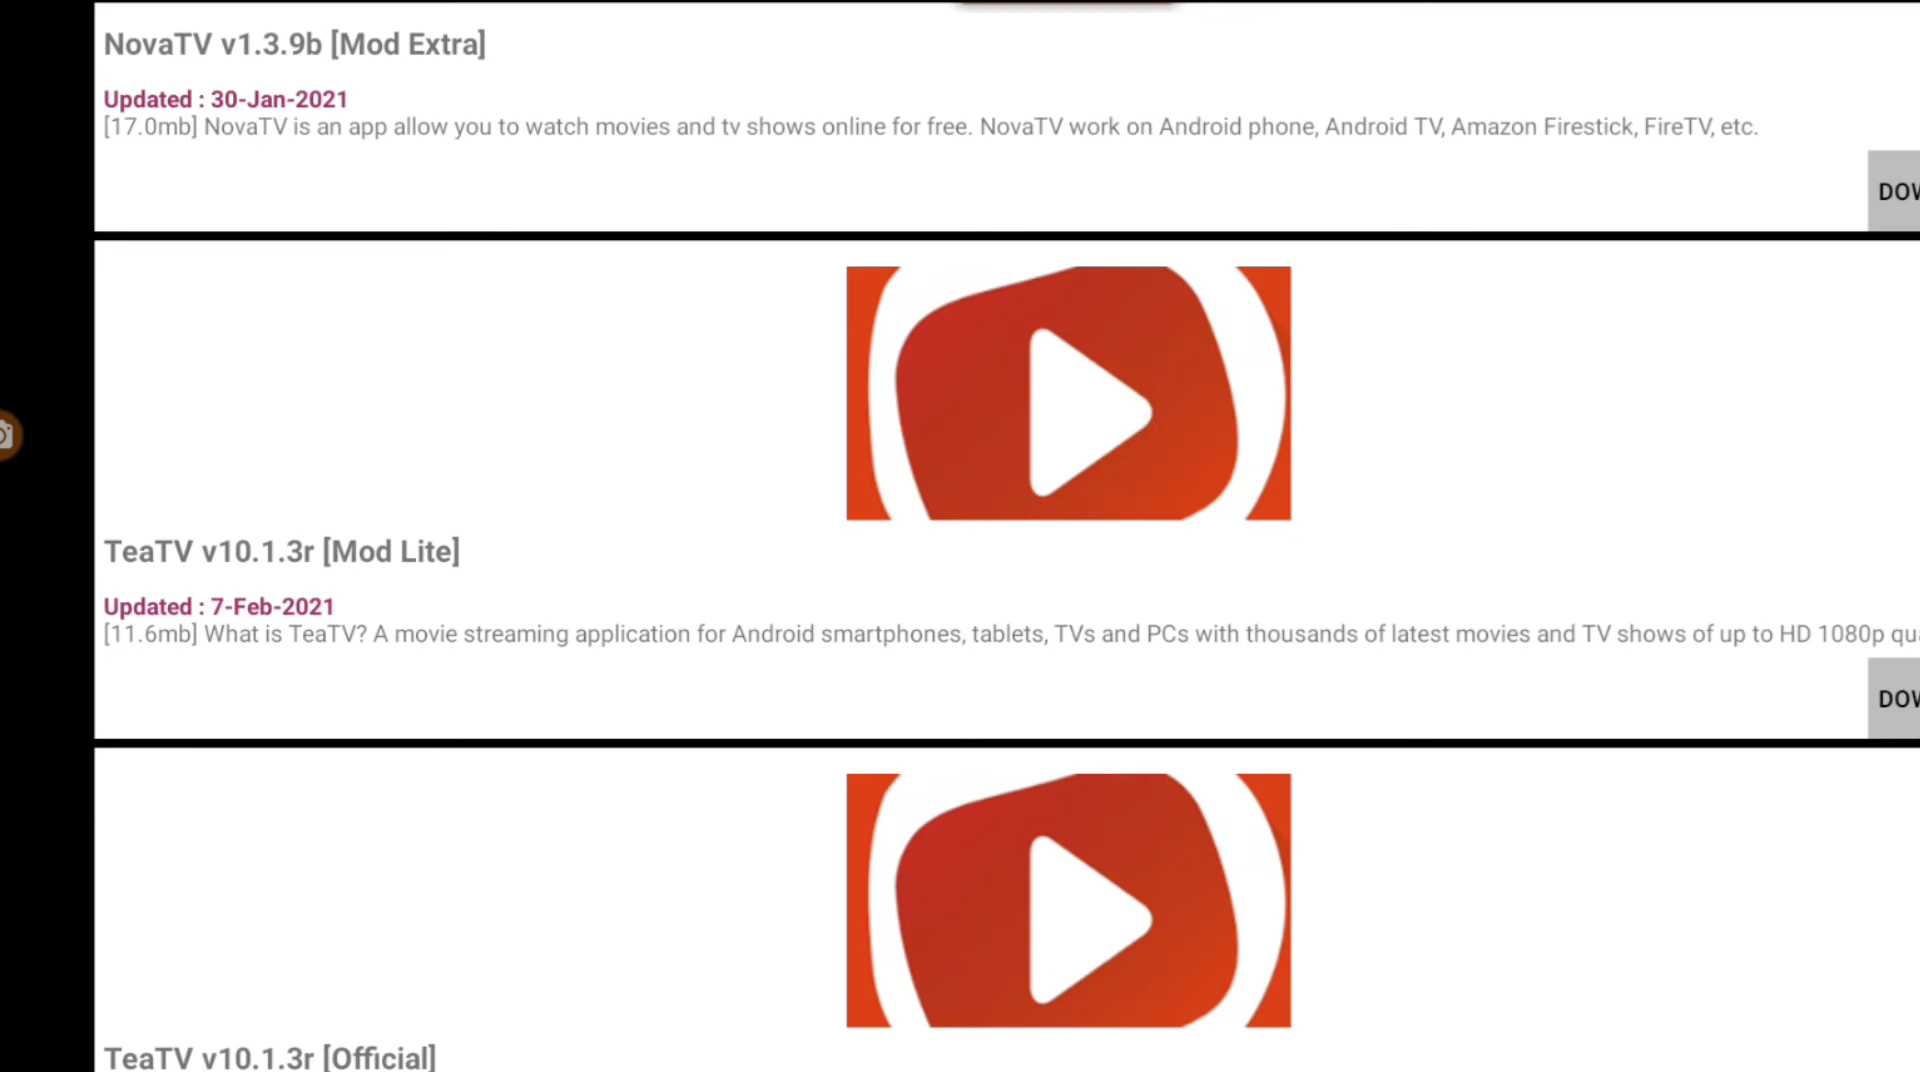 NovaTV v1.3.9b [Mod Extra]
Updated : 30-Jan-2021
[17.0mb] NovaTV is an app allow you to watch movies and tv shows online for free. NovaTV work on Android phone, Android TV, Amazon Firestick, FireTV, etc.
DOW
TeaTV v10.1.3r [Mod Lite]
Updated : 7-Feb-2021
[11.6mb] What is TeaTV? A movie streaming application for Android smartphones, tablets, TVs and PCs with thousands of latest movies and TV shows of up to HD 1080p qua
DOW
TeaTV v10.1.3r [Official]